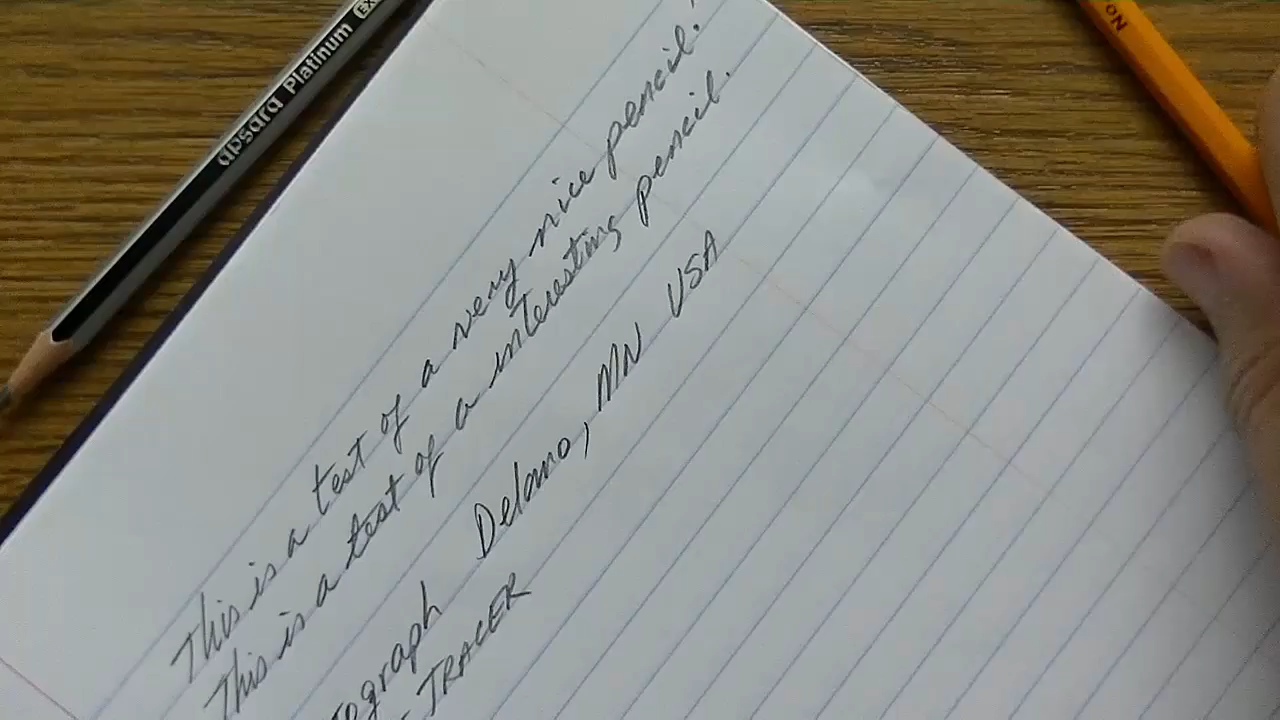 apsara Platinum
This is a test of a very nice pencil!
This is a test of a interesting pencil.
Delano, MN USA
TRACER